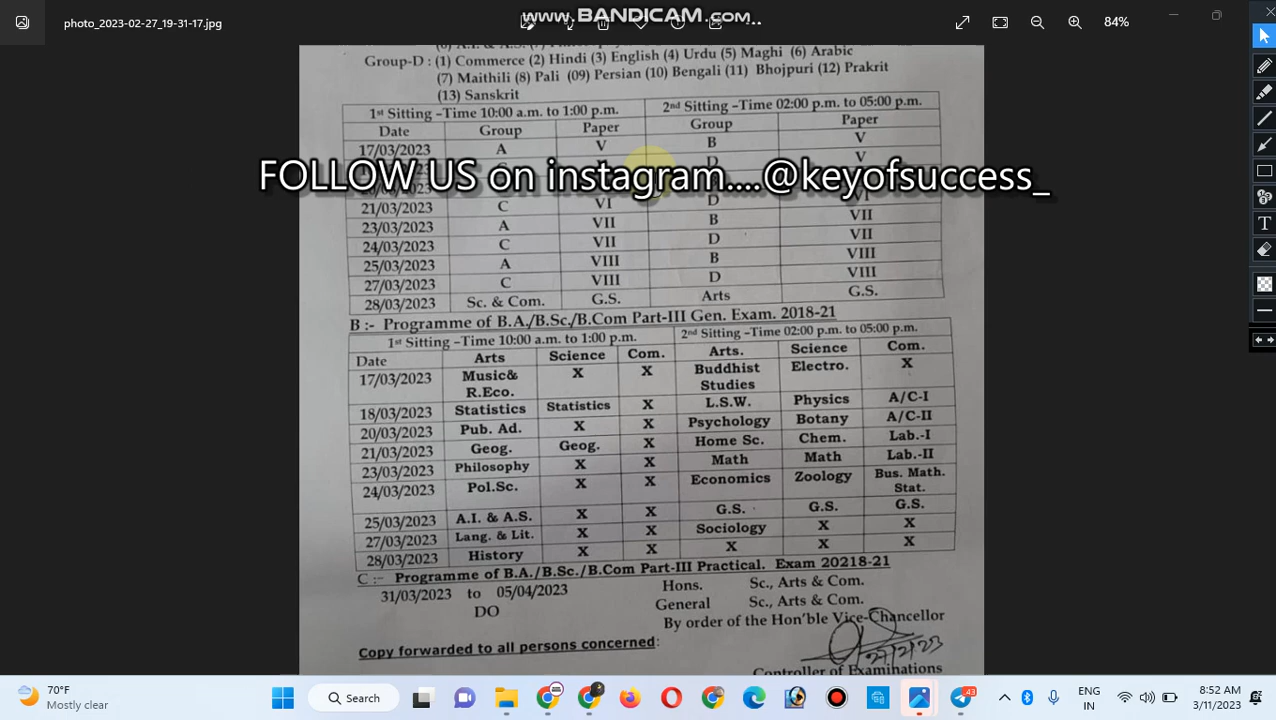 photo_2023-02-27_19-31-17.jpg
www.BANDICAM.com
84%
Group-D : (1) Commerce (2) Hindi (3) English (4) Urdu (5) Maghi (6) Arabic
(7) Maithili (8) Pali (09) Persian (10) Bengali (11) Bhojpuri (12) Prakrit
(13) Sanskrit
1st Sitting –Time 10:00 a.m. to 1:00 p.m. 2nd Sitting –Time 02:00 p.m. to 05:00 p.m.
Date Group Paper Group Paper
17/03/2023 A V B V
D V
FOLLOW US on instagram....@keyofsuccess_
21/03/2023 C VI D VI
23/03/2023 A VII B VII
24/03/2023 C VII D VII
25/03/2023 A VIII B VIII
27/03/2023 C VIII D VIII
28/03/2023 Sc. & Com. G.S. Arts G.S.
B :- Programme of B.A./B.Sc./B.Com Part-III Gen. Exam. 2018-21
1st Sitting –Time 10:00 a.m. to 1:00 p.m. 2nd Sitting –Time 02:00 p.m. to 05:00 p.m.
Date Arts Science Com. Arts. Science Com.
17/03/2023 Music& R.Eco. X X Buddhist Studies Electro. X
18/03/2023 Statistics Statistics X L.S.W. Physics A/C-I
20/03/2023 Pub. Ad. X X Psychology Botany A/C-II
21/03/2023 Geog. Geog. X Home Sc. Chem. Lab.-I
23/03/2023 Philosophy X X Math Math Lab.-II
24/03/2023 Pol.Sc. X X Economics Zoology Bus. Math. Stat.
25/03/2023 A.I. & A.S. X X G.S. G.S. G.S.
27/03/2023 Lang. & Lit. X X Sociology X X
28/03/2023 History X X X X X
C :- Programme of B.A./B.Sc./B.Com Part-III Practical. Exam 20218-21
31/03/2023 to 05/04/2023 Hons. Sc., Arts & Com.
DO General Sc., Arts & Com.
By order of the Hon'ble Vice-Chancellor
27/2/23
Copy forwarded to all persons concerned:
Controller of Examinations
70°F
Mostly clear
Search
43
ENG
IN
8:52 AM
3/11/2023